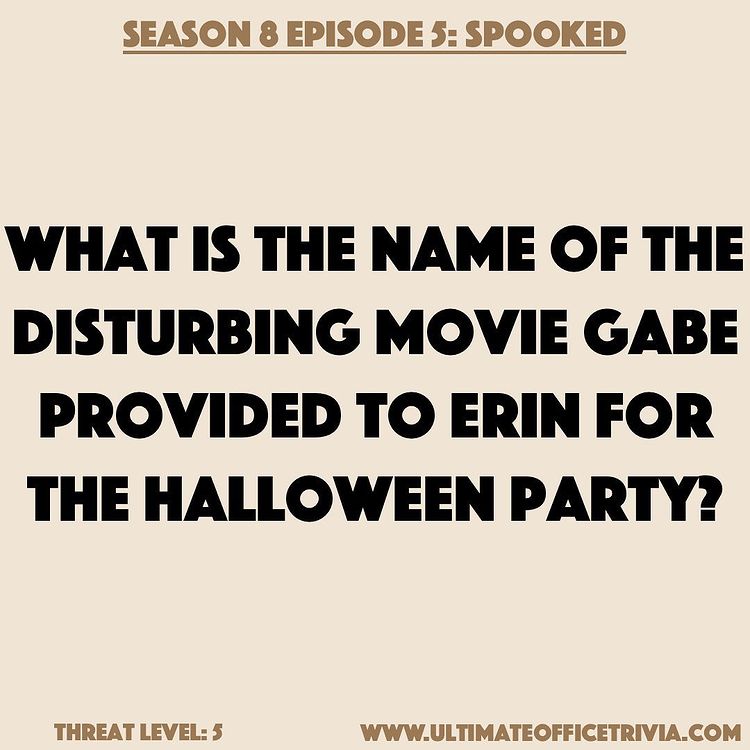 SEASON 8 EPISODE 5: SPOOKED
WHAT IS THE NAME OF THE
DISTURBING MOVIE GABE
PROVIDED TO ERIN FOR
THE HALLOWEEN PARTY?
THREAT LEVEL: 5
WWW.ULTIMATEOFFICETRIVIA.COM